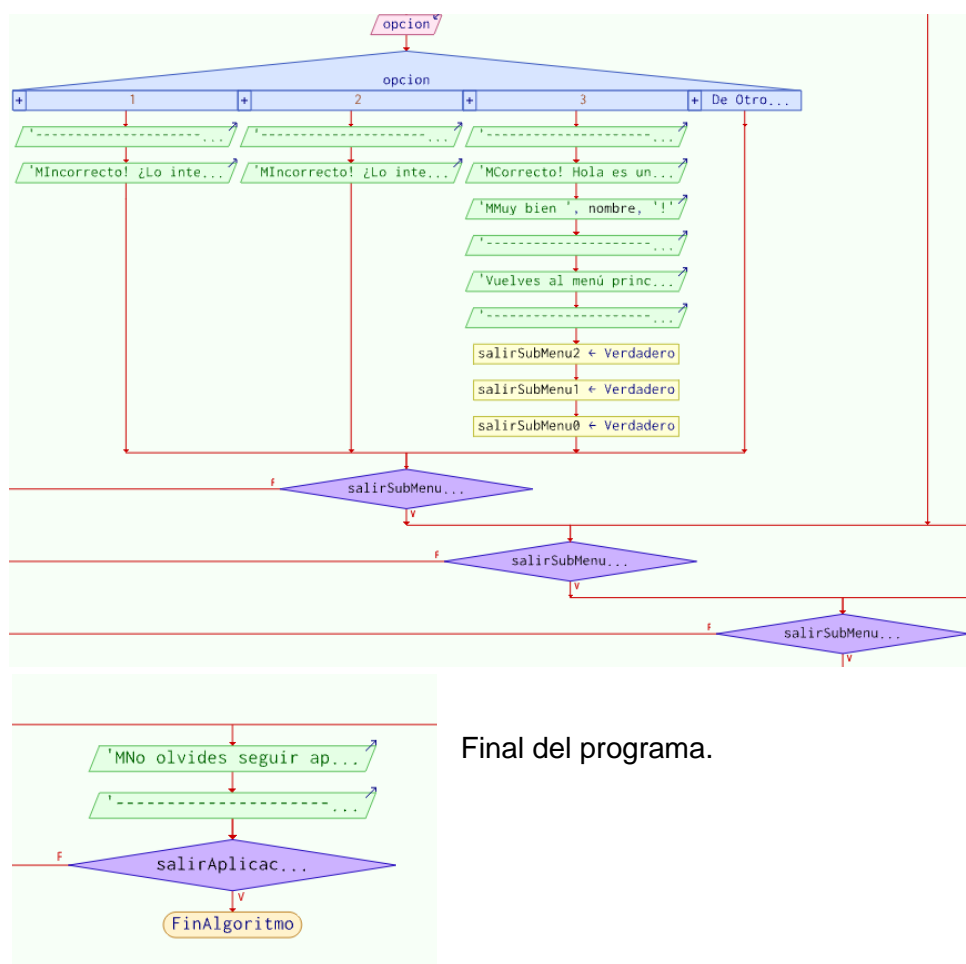 opcion
opcion
+ 1 + 2 + 3 + De Otro...
'--------------------... '--------------------... '--------------------...
'MIncorrecto! ¿Lo inte... 'MIncorrecto! ¿Lo inte... 'MCorrecto! Hola es un...
'MMuy bien ', nombre, '!'
'--------------------...
'Vuelves al menú princ...
'--------------------...
salirSubMenu2 ← Verdadero
salirSubMenu1 ← Verdadero
salirSubMenu0 ← Verdadero
F salirSubMenu...
V
F salirSubMenu...
V
F salirSubMenu...
V
'MNo olvides seguir ap...
Final del programa.
'---------------------...
F salirAplicac...
V
FinAlgoritmo